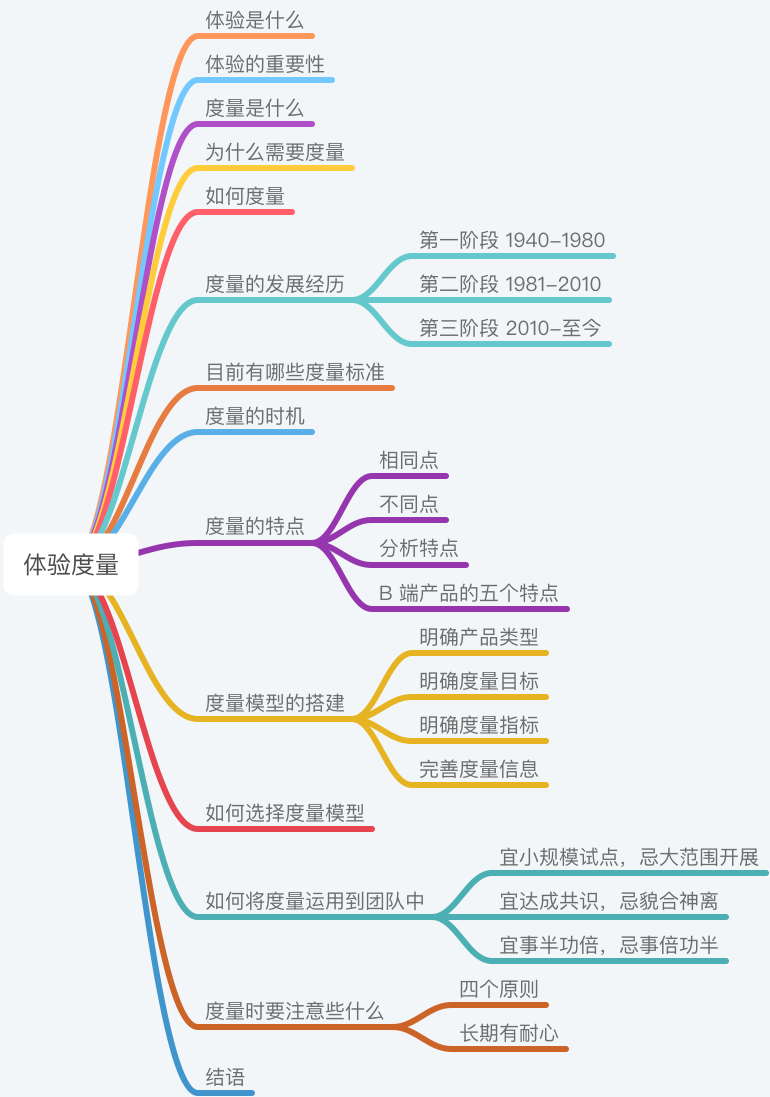 体验是什么
体验的重要性
度量是什么
为什么需要度量
如何度量
第一阶段 1940–1980
度量的发展经历
第二阶段 1981–2010
第三阶段 2010–至今
目前有哪些度量标准
度量的时机
相同点
不同点
度量的特点
分析特点
体验度量
B 端产品的五个特点
明确产品类型
明确度量目标
度量模型的搭建
明确度量指标
完善度量信息
如何选择度量模型
宜小规模试点，忌大范围开展
如何将度量运用到团队中
宜达成共识，忌貌合神离
宜事半功倍，忌事倍功半
四个原则
度量时要注意些什么
长期有耐心
结语